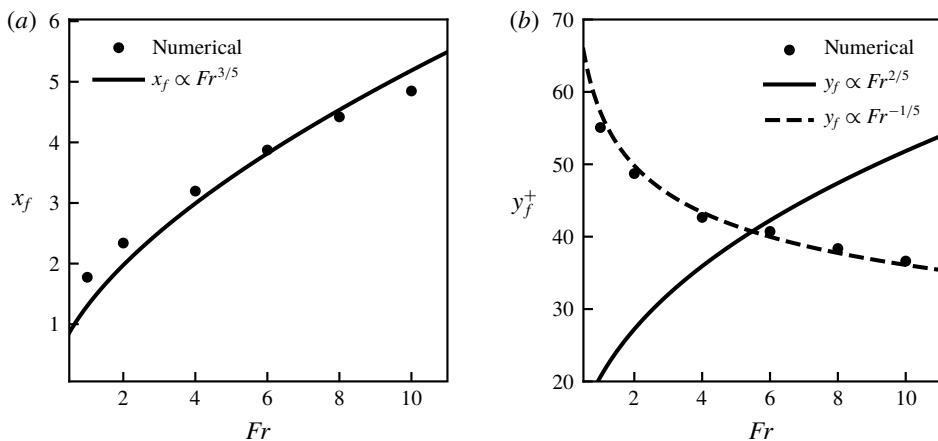 (a)
6
5
4
3
2
1
x_f
Numerical
x_f ∝ Fr^{3/5}
2 4 6 8 10
Fr
(b)
70
60
50
40
30
20
y_f^+
Numerical
y_f ∝ Fr^{2/5}
y_f ∝ Fr^{−1/5}
2 4 6 8 10
Fr